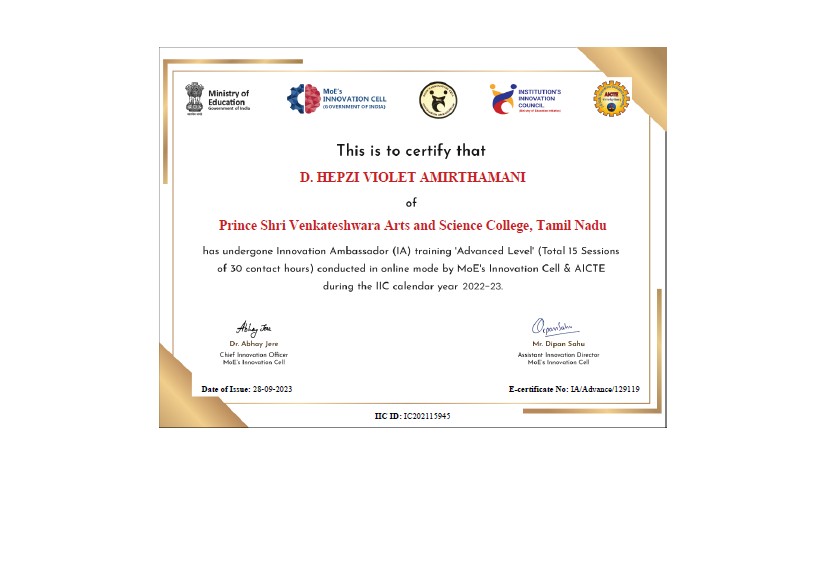 Ministry of
Education
Government of India
MoE's
INNOVATION CELL
(GOVERNMENT OF INDIA)
INSTITUTION'S
INNOVATION
COUNCIL
AICTE
This is to certify that
D. HEPZI VIOLET AMIRTHAMANI
of
Prince Shri Venkateshwara Arts and Science College, Tamil Nadu
has undergone Innovation Ambassador (IA) training 'Advanced Level' (Total 15 Sessions
of 30 contact hours) conducted in online mode by MoE's Innovation Cell & AICTE
during the IIC calendar year 2022-23.
Abhay Jere
Dipan Sahu
Dr. Abhay Jere
Mr. Dipan Sahu
Chief Innovation Officer
MoE's Innovation Cell
Assistant Innovation Director
MoE's Innovation Cell
Date of Issue: 28-09-2023
E-certificate No: IA/Advance/129119
IIC ID: IC202115945